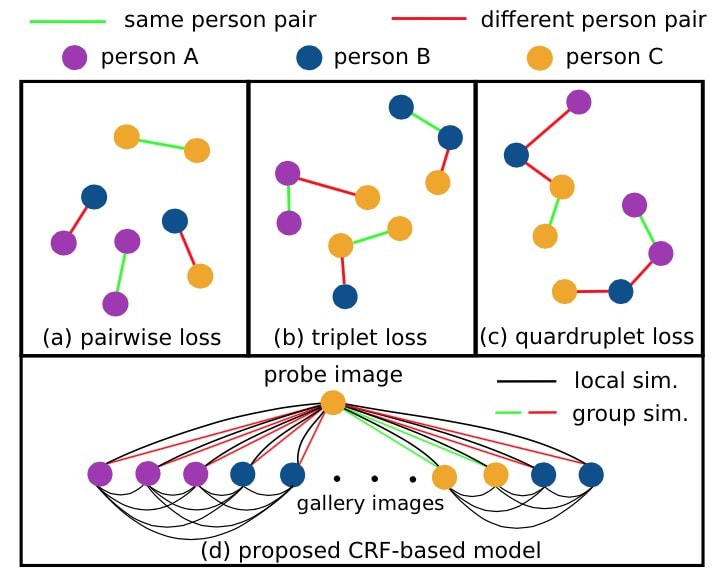 same person pair different person pair
person A person B person C
(a) pairwise loss (b) triplet loss (c) quardruplet loss
probe image
local sim.
group sim.
gallery images
(d) proposed CRF-based model